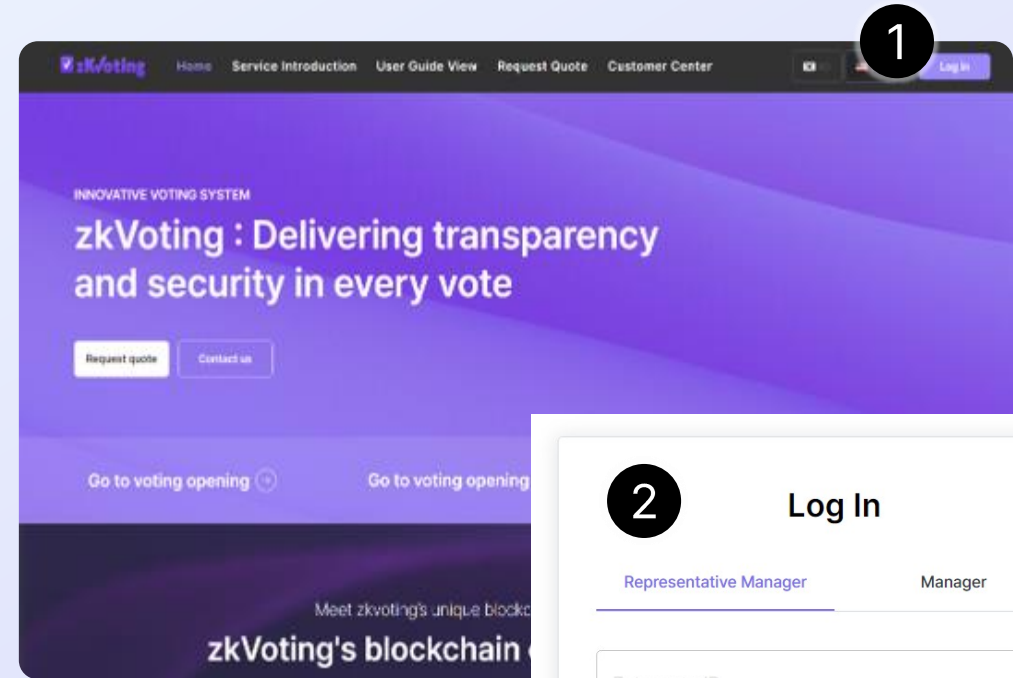 1
zkVoting Home Service Introduction User Guide View Request Quote Customer Center Log In
INNOVATIVE VOTING SYSTEM
zkVoting : Delivering transparency
and security in every vote
Request quote Contact us
Go to voting opening Go to voting opening
2 Log In
Representative Manager Manager
Meet zkvoting's unique
zkVoting's blockchain